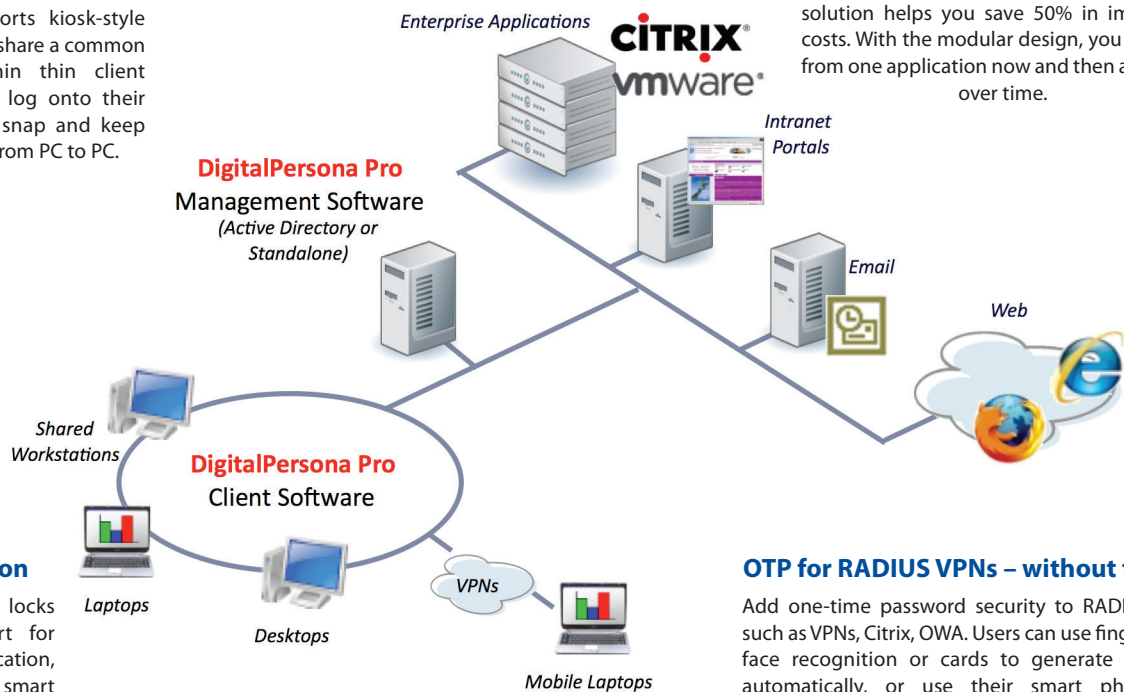 orts kiosk-style
share a common
in thin client
log onto their
snap and keep
rom PC to PC.
Enterprise Applications
CİTRIX®
vmware®
solution helps you save 50% in im
costs. With the modular design, you
from one application now and then a
over time.
Intranet
Portals
DigitalPersona Pro
Management Software
(Active Directory or
Standalone)
Email
Web
Shared
Workstations
DigitalPersona Pro
Client Software
Laptops
Desktops
VPNs
Mobile Laptops
on
locks
rt for
cation,
smart
OTP for RADIUS VPNs – without t
Add one-time password security to RADI
such as VPNs, Citrix, OWA. Users can use fing
face recognition or cards to generate
automatically, or use their smart ph